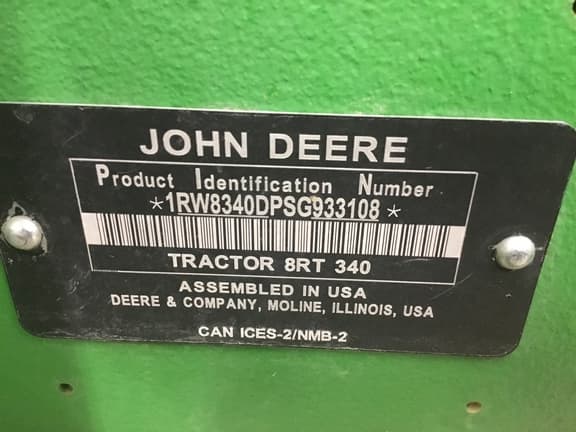 JOHN DEERE
Product Identification Number
*1RW8340DPSG933108*
TRACTOR 8RT 340
ASSEMBLED IN USA
DEERE & COMPANY, MOLINE, ILLINOIS, USA
CAN ICES-2/NMB-2